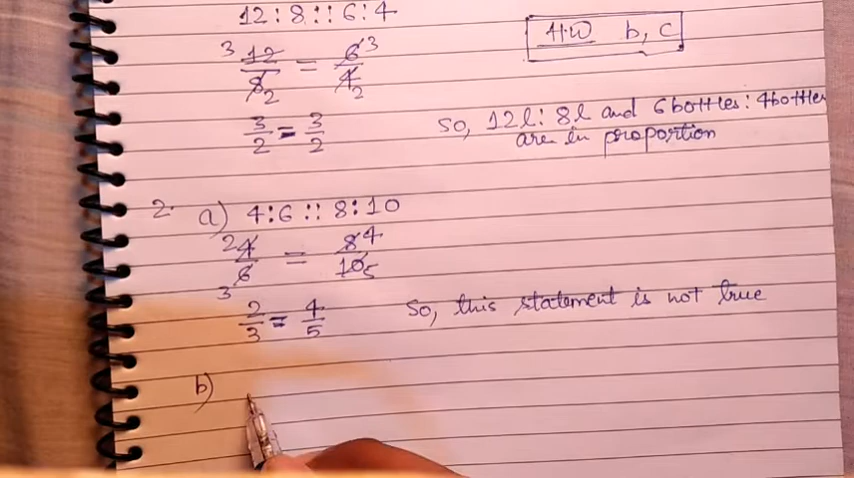 12:8::6:4
H.W b, c
3 12/8 2 = 6 3/4 2
3/2 = 3/2
So, 12l: 8l and 6 bottles: 4 bottles
are in proportion
2. a) 4:6 :: 8:10
2 4/6 3 = 8 4/10 5
2/3 = 4/5
So, this statement is not true
b)